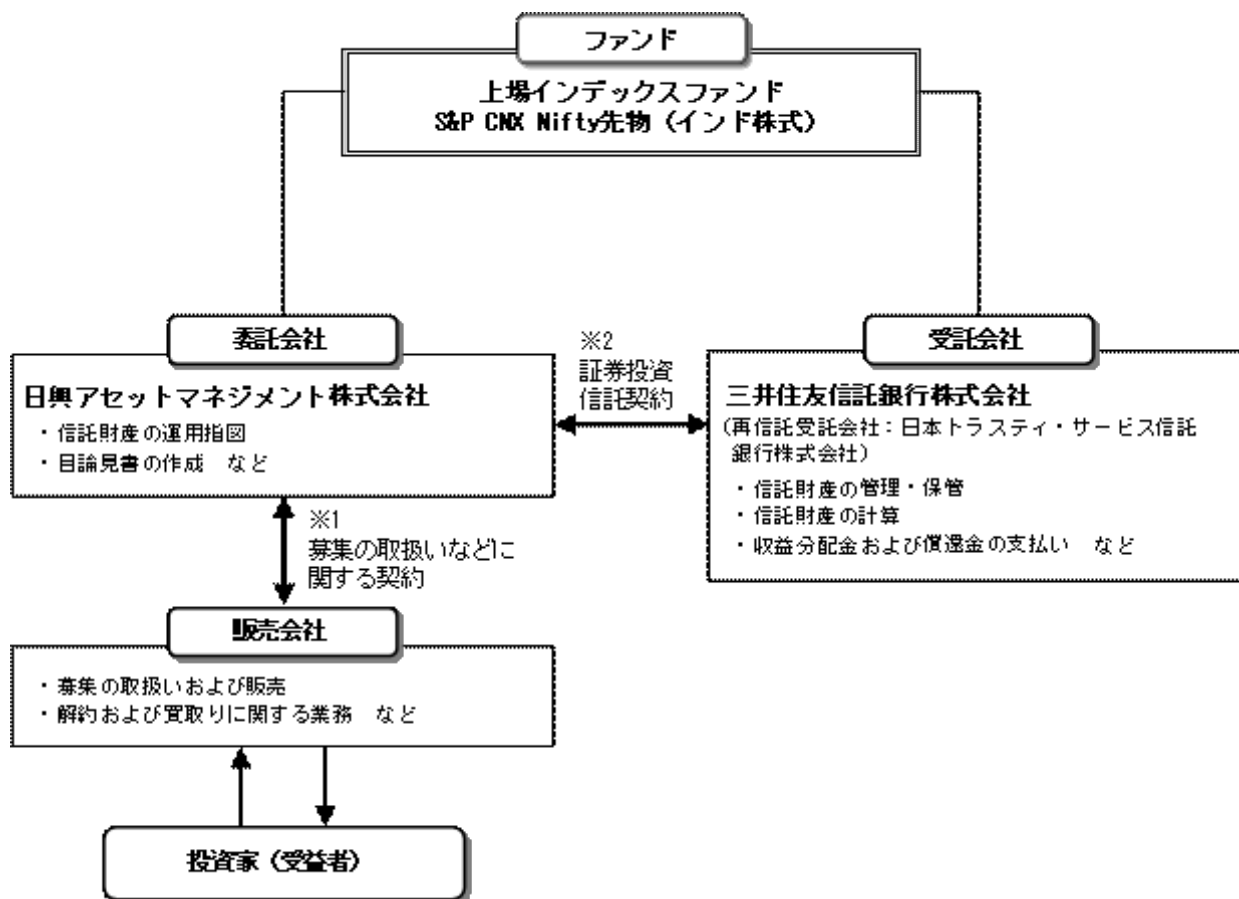 ファンド
上場インデックスファンド
S&P CNX Nifty先物（インド株式）
委託会社
日興アセットマネジメント株式会社
・信託財産の運用指図
・目論見書の作成　など
※2
証券投資
信託契約
受託会社
三井住友信託銀行株式会社
（再信託受託会社：日本トラスティ・サービス信託
銀行株式会社）
・信託財産の管理・保管
・信託財産の計算
・収益分配金および償還金の支払い　など
※1
募集の取扱いなどに
関する契約
販売会社
・募集の取扱いおよび販売
・解約および買取りに関する業務　など
投資家（受益者）